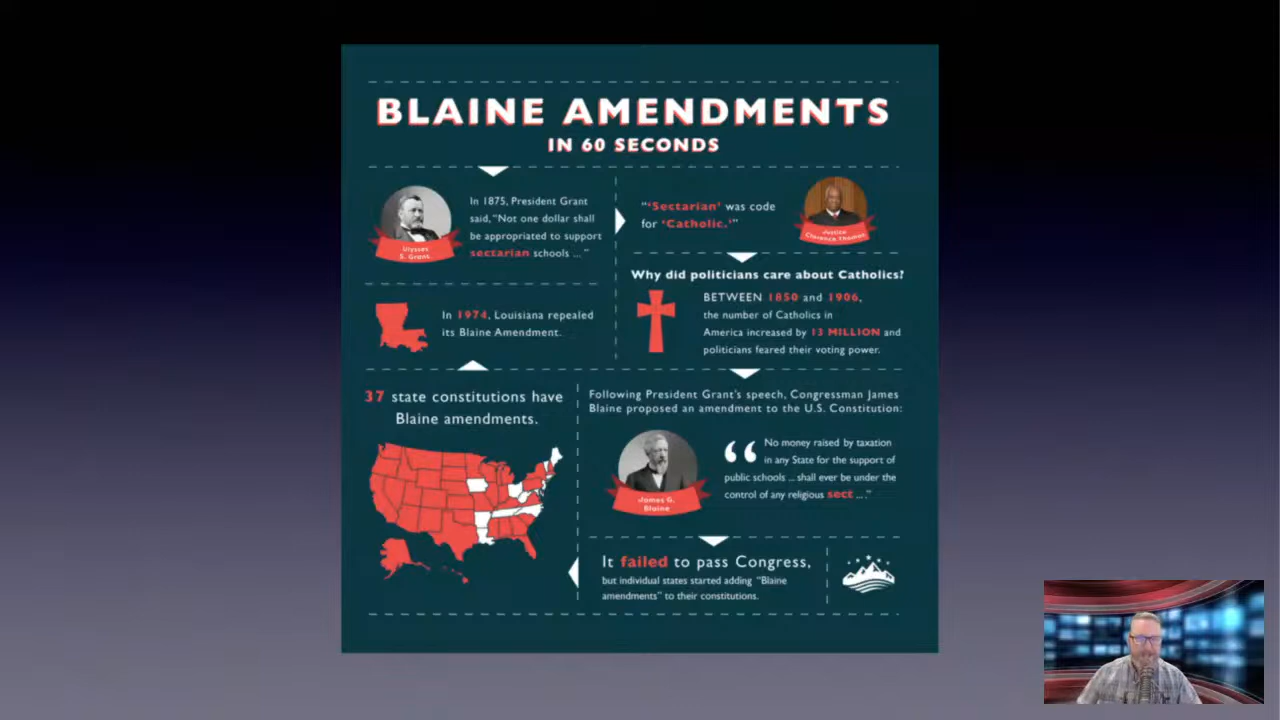 BLAINE AMENDMENTS
IN 60 SECONDS
In 1875, President Grant
said, "Not one dollar shall
be appropriated to support
sectarian schools ... "
Ulysses
S. Grant
"'Sectarian' was code
for 'Catholic.'"
Justice
Clarence Thomas
Why did politicians care about Catholics?
BETWEEN 1850 and 1906,
the number of Catholics in
America increased by 13 MILLION and
politicians feared their voting power.
Following President Grant's speech, Congressman James
Blaine proposed an amendment to the U.S. Constitution:
James G.
Blaine
“ No money raised by taxation
in any State for the support of
public schools ... shall ever be under the
control of any religious sect ... ."
It failed to pass Congress,
but individual states started adding "Blaine
amendments" to their constitutions.
37 state constitutions have
Blaine amendments.
In 1974, Louisiana repealed
its Blaine Amendment.